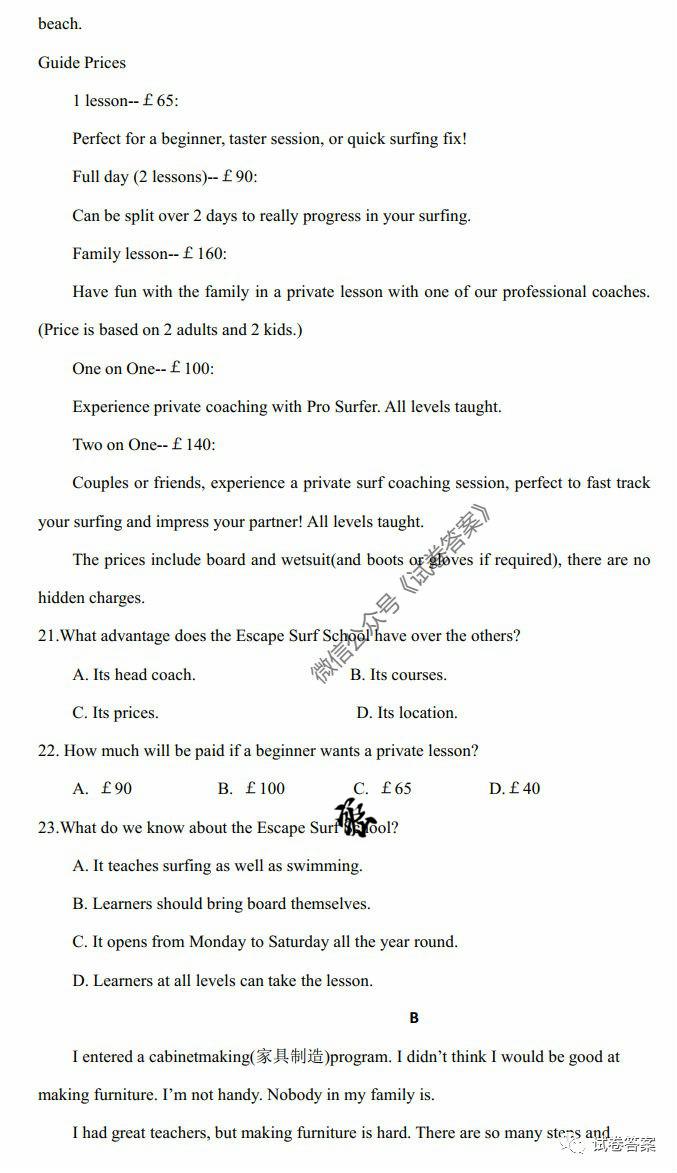 beach.
Guide Prices
1 lesson--￡65:
Perfect for a beginner, taster session, or quick surfing fix!
Full day (2 lessons)--￡90:
Can be split over 2 days to really progress in your surfing.
Family lesson--￡160:
Have fun with the family in a private lesson with one of our professional coaches.
(Price is based on 2 adults and 2 kids.)
One on One--￡100:
Experience private coaching with Pro Surfer. All levels taught.
Two on One--￡140:
Couples or friends, experience a private surf coaching session, perfect to fast track
your surfing and impress your partner! All levels taught.
The prices include board and wetsuit(and boots or gloves if required), there are no
hidden charges.
微信公众号《试卷答案》
21.What advantage does the Escape Surf School have over the others?
A. Its head coach. B. Its courses.
C. Its prices. D. Its location.
22. How much will be paid if a beginner wants a private lesson?
A. ￡90 B. ￡100 C. ￡65 D.￡40
23.What do we know about the Escape Surf School?
A. It teaches surfing as well as swimming.
B. Learners should bring board themselves.
C. It opens from Monday to Saturday all the year round.
D. Learners at all levels can take the lesson.
B
I entered a cabinetmaking(家具制造)program. I didn't think I would be good at
making furniture. I'm not handy. Nobody in my family is.
I had great teachers, but making furniture is hard. There are so many steps and
试卷答案